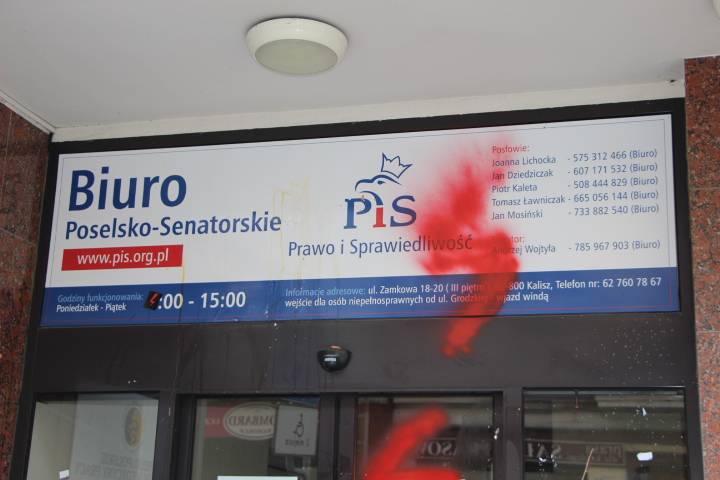 Biuro
Poselsko-Senatorskie
www.pis.org.pl
PiS
Prawo i Sprawiedliwość
Posłowie:
Joanna Lichocka - 575 312 466 (Biuro)
Jan Dziedziczak - 607 171 532 (Biuro)
Piotr Kaleta - 508 444 829 (Biuro)
Tomasz Ławniczak - 665 056 144 (Biuro)
Jan Mosiński - 733 882 540 (Biuro)
Andrzej Wojtyła - 785 967 903 (Biuro)
Godziny funkcjonowania:
Poniedziałek - Piątek
:00 - 15:00
Informacje adresowe: ul. Zamkowa 18-20 ( III piętro 800 Kalisz, Telefon nr: 62 760 78 67
wejście dla osób niepełnosprawnych od ul. Grodzkiej wjazd windą
OMBARD